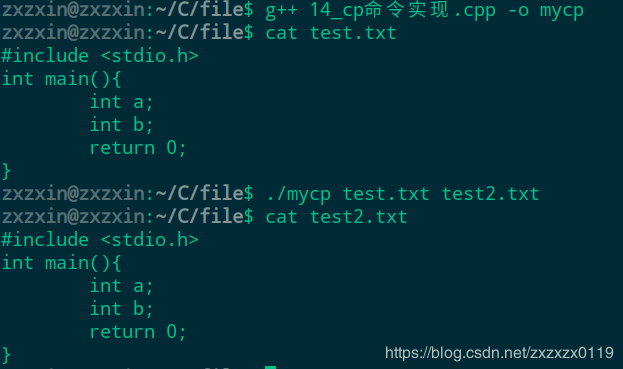 zxzxin@zxzxin:~/C/file$ g++ 14_cp命令实现.cpp -o mycp
zxzxin@zxzxin:~/C/file$ cat test.txt
#include <stdio.h>
int main(){
        int a;
        int b;
        return 0;
}
zxzxin@zxzxin:~/C/file$ ./mycp test.txt test2.txt
zxzxin@zxzxin:~/C/file$ cat test2.txt
#include <stdio.h>
int main(){
        int a;
        int b;
        return 0;
}
https://blog.csdn.net/zxzxzx0119